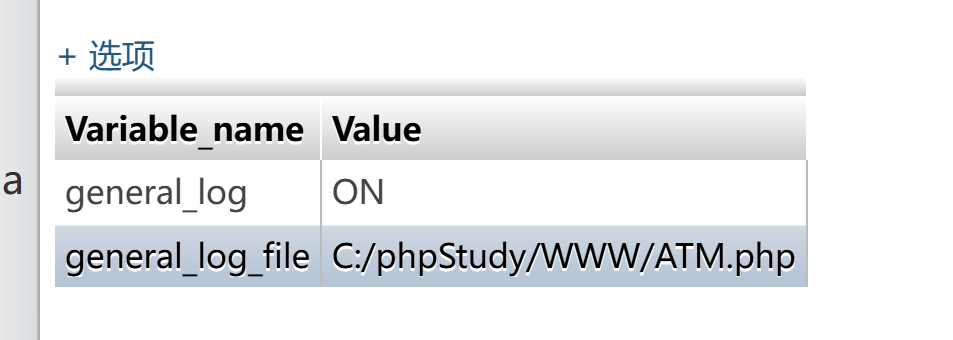 + 选项
Variable_name Value
a
general_log ON
general_log_file C:/phpStudy/WWW/ATM.php